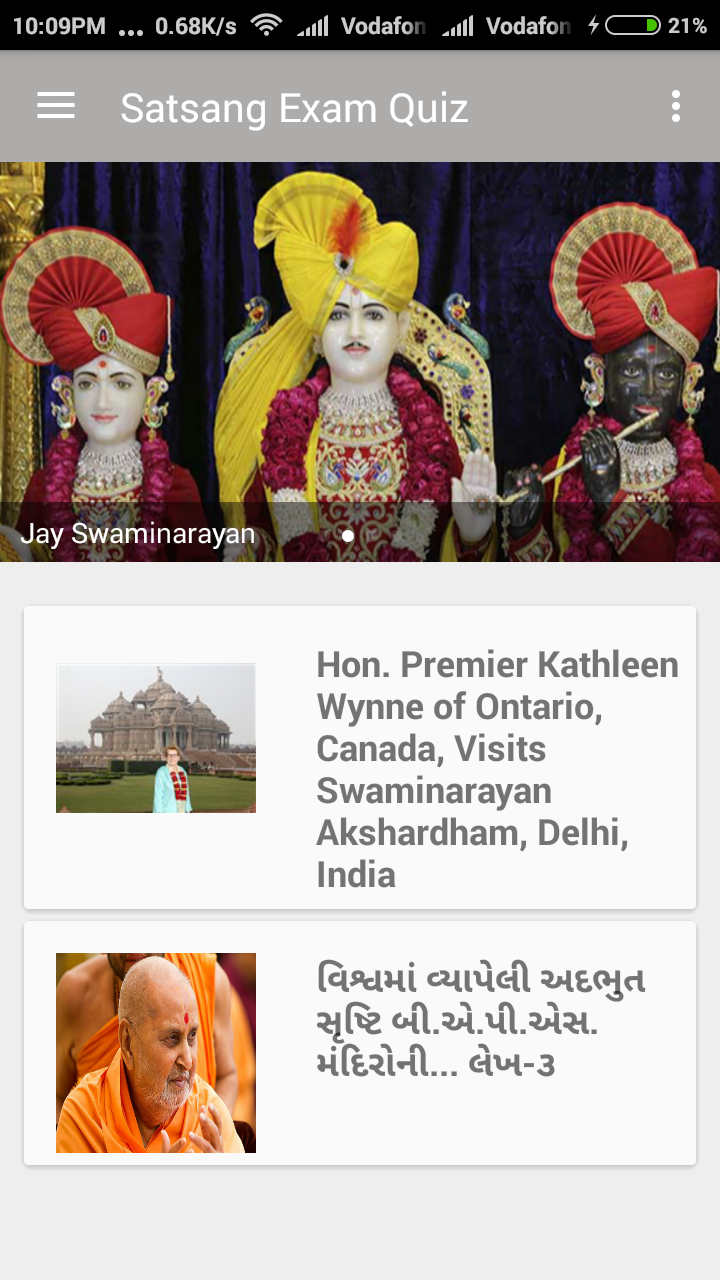 10:09PM ... 0.68K/s Vodafon Vodafon 21%
Satsang Exam Quiz
Jay Swaminarayan
Hon. Premier Kathleen
Wynne of Ontario,
Canada, Visits
Swaminarayan
Akshardham, Delhi,
India
વિશ્વમાં વ્યાપેલી અદભુત
સૃષ્ટિ બી.એ.પી.એસ.
મંદિરોની... લેખ-૩